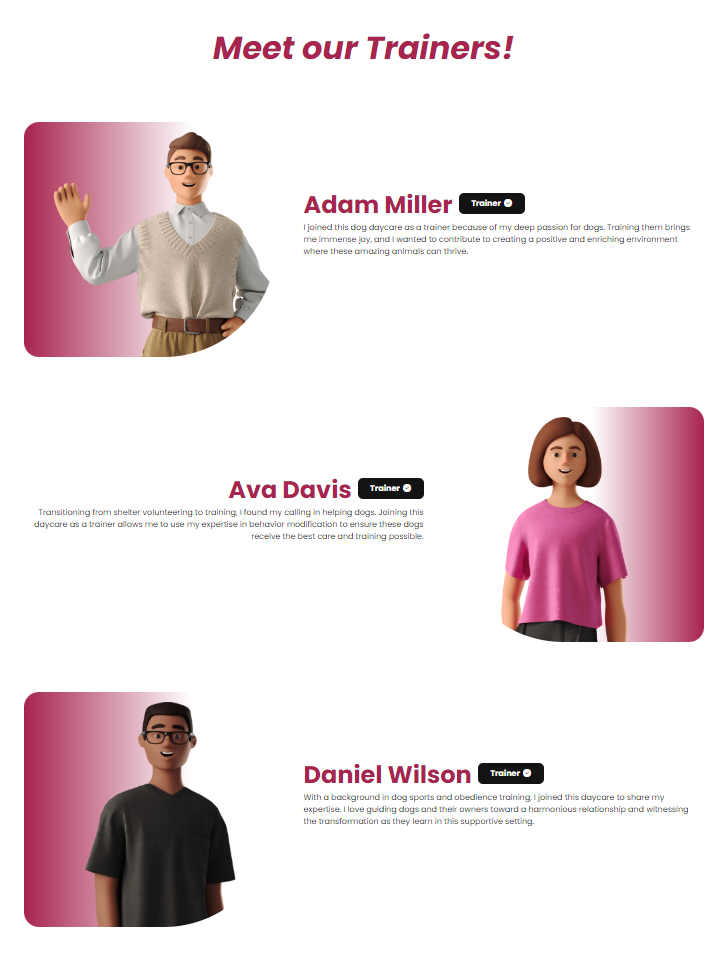 Meet our Trainers!
Adam Miller Trainer
I joined this dog daycare as a trainer because of my deep passion for dogs. Training them brings
me immense joy, and I wanted to contribute to creating a positive and enriching environment
where these amazing animals can thrive.
Ava Davis Trainer
Transitioning from shelter volunteering to training, I found my calling in helping dogs. Joining this
daycare as a trainer allows me to use my expertise in behavior modification to ensure these dogs
receive the best care and training possible.
Daniel Wilson Trainer
With a background in dog sports and obedience training, I joined this daycare to share my
expertise. I love guiding dogs and their owners toward a harmonious relationship and witnessing
the transformation as they learn in this supportive setting.